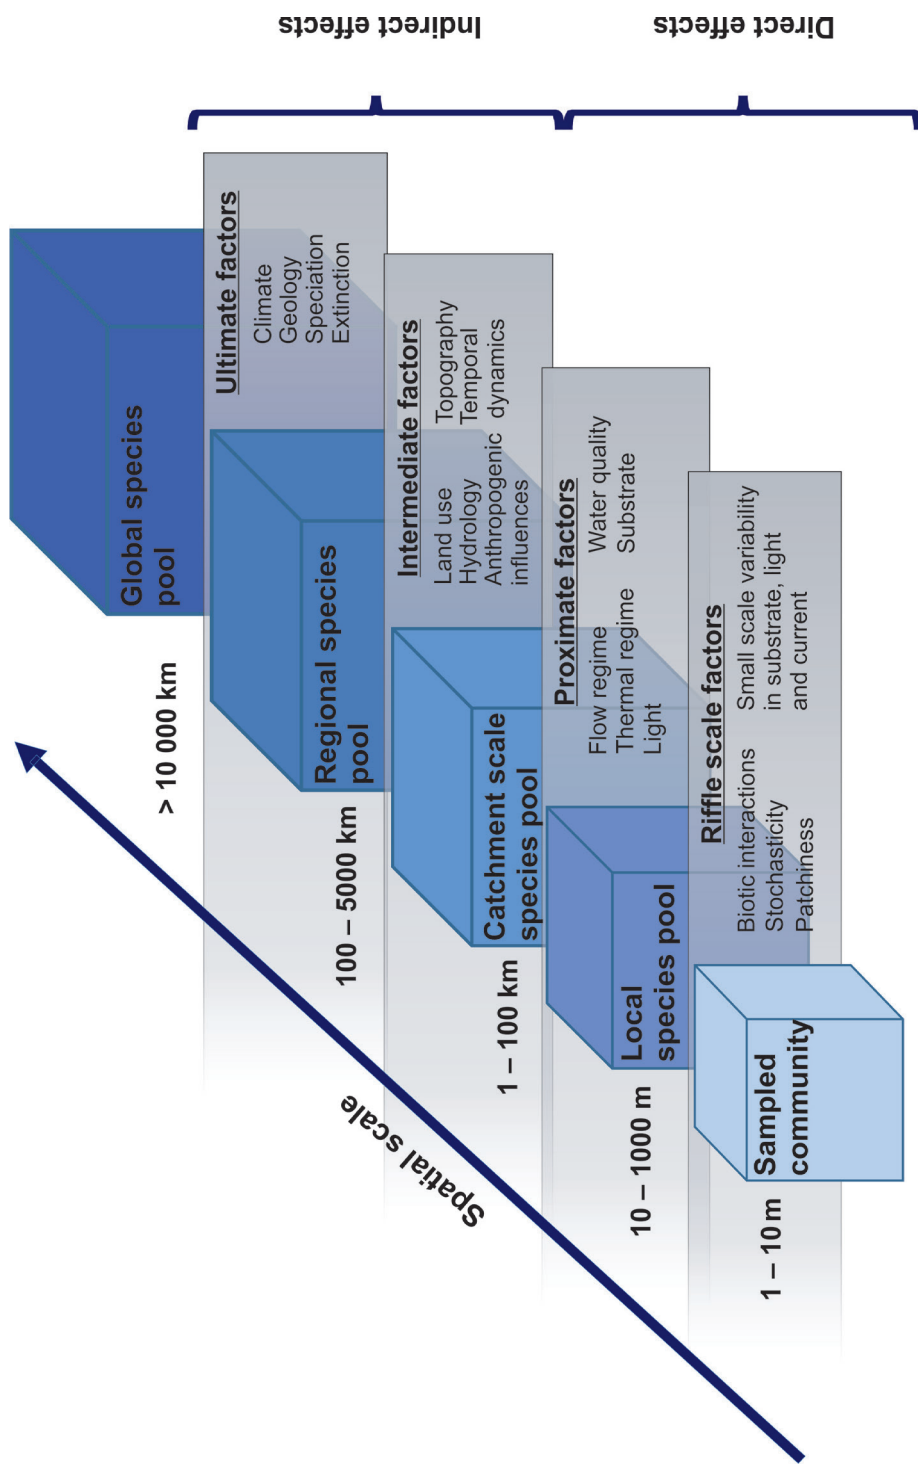 Global species
pool
> 10 000 km
Ultimate factors
Climate
Geology
Speciation
Extinction
Regional species
pool
100 – 5000 km
Intermediate factors
Land use
Hydrology
Anthropogenic
influences
Topography
Temporal
dynamics
Catchment scale
species pool
1 – 100 km
Proximate factors
Flow regime
Thermal regime
Light
Water quality
Substrate
Local
species pool
10 – 1000 m
Riffle scale factors
Biotic interactions
Stochasticity
Patchiness
Small scale variability
in substrate, light
and current
Sampled
community
1 – 10 m
Spatial scale
Indirect effects
Direct effects